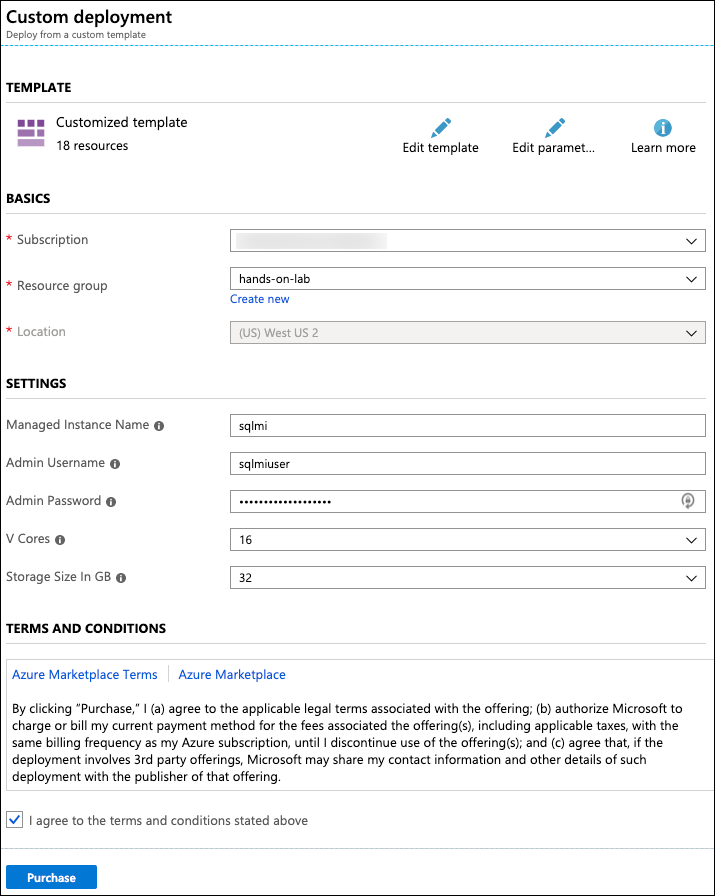 Custom deployment
Deploy from a custom template
TEMPLATE
Customized template
18 resources
Edit template
Edit paramet...
Learn more
BASICS
* Subscription
* Resource group
hands-on-lab
Create new
* Location
(US) West US 2
SETTINGS
Managed Instance Name
sqlmi
Admin Username
sqlmiuser
Admin Password
•••••••••••••••••••
V Cores
16
Storage Size In GB
32
TERMS AND CONDITIONS
Azure Marketplace Terms | Azure Marketplace
By clicking “Purchase,” I (a) agree to the applicable legal terms associated with the offering; (b) authorize Microsoft to
charge or bill my current payment method for the fees associated the offering(s), including applicable taxes, with the
same billing frequency as my Azure subscription, until I discontinue use of the offering(s); and (c) agree that, if the
deployment involves 3rd party offerings, Microsoft may share my contact information and other details of such
deployment with the publisher of that offering.
I agree to the terms and conditions stated above
Purchase